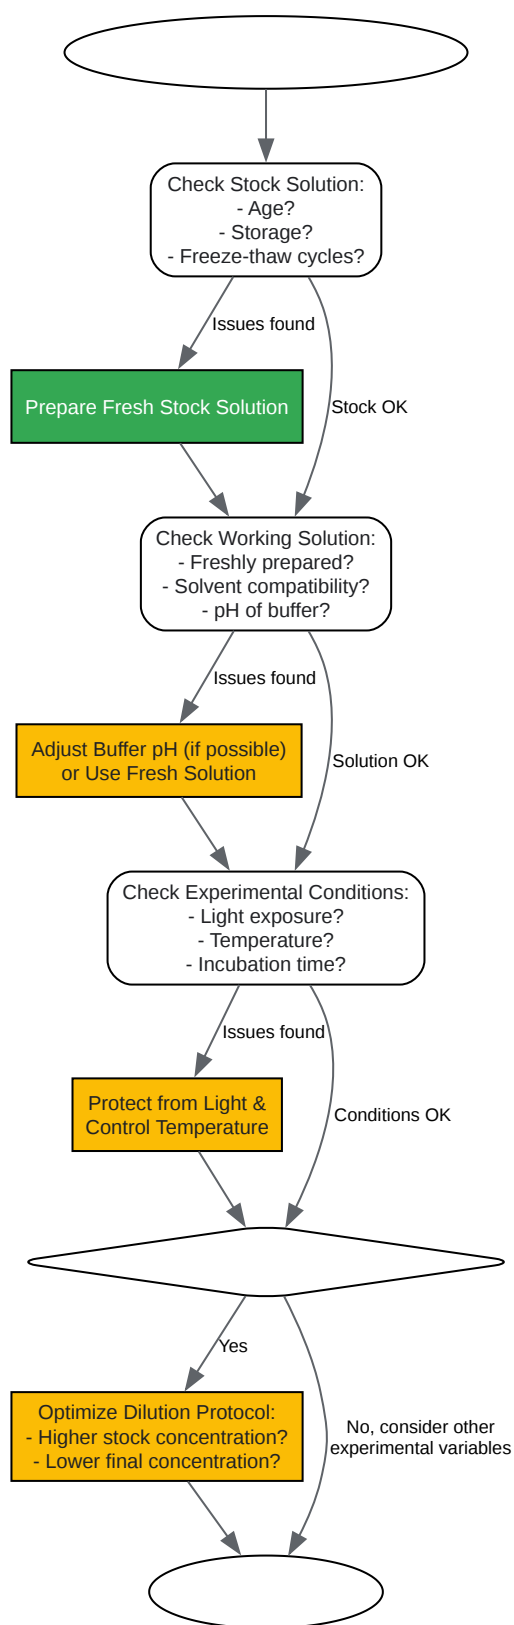 Check Stock Solution:
- Age?
- Storage?
- Freeze-thaw cycles?
Issues found
Prepare Fresh Stock Solution
Stock OK
Check Working Solution:
- Freshly prepared?
- Solvent compatibility?
- pH of buffer?
Issues found
Adjust Buffer pH (if possible)
or Use Fresh Solution
Solution OK
Check Experimental Conditions:
- Light exposure?
- Temperature?
- Incubation time?
Issues found
Protect from Light &
Control Temperature
Conditions OK
Yes
Optimize Dilution Protocol:
- Higher stock concentration?
- Lower final concentration?
No, consider other
experimental variables